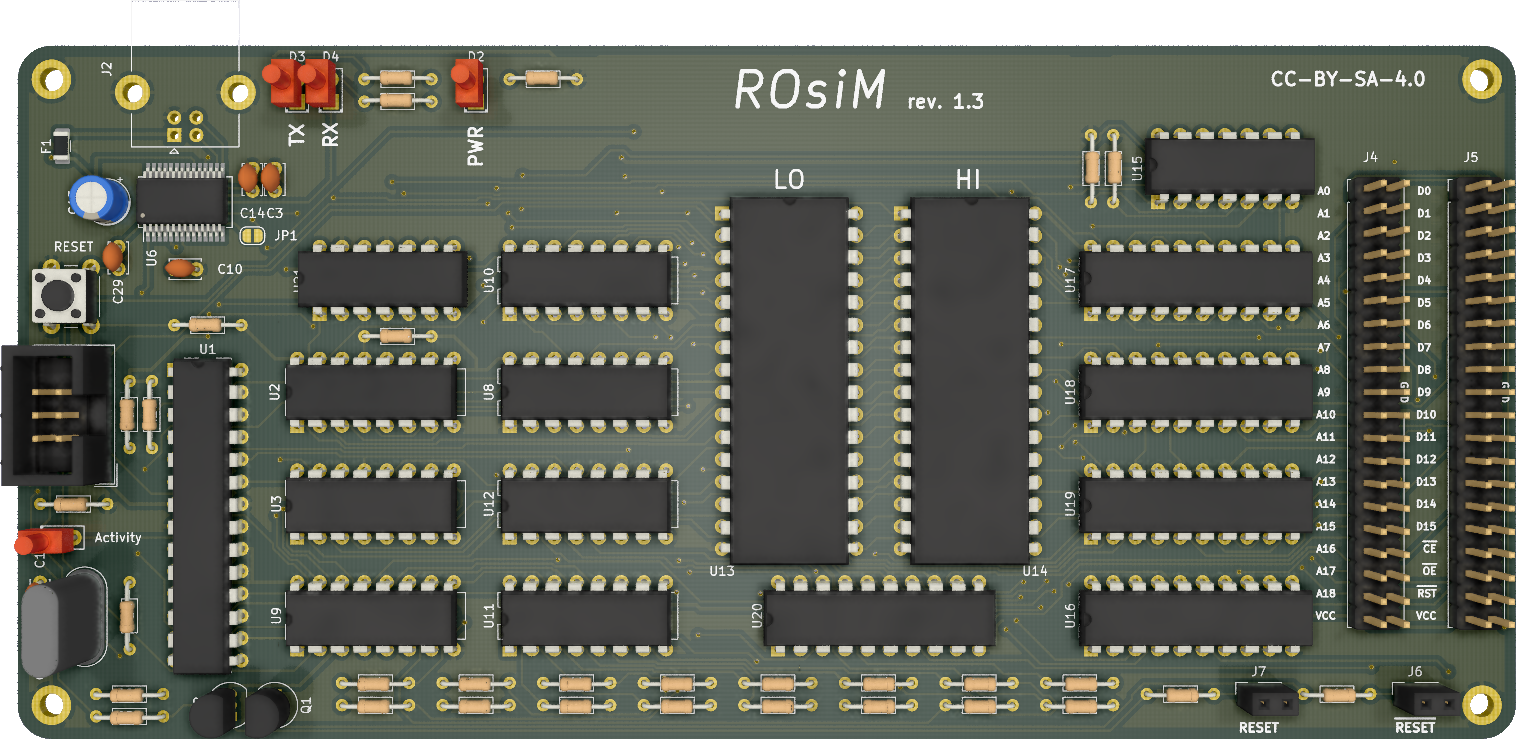 J2
D3 D4
D2
ROsiM rev. 1.3
CC-BY-SA-4.0
TX
RX
PWR
F1
U15
J4
J5
LO
HI
C14C3
JP1
RESET
U6
C10
C29
U10
U17
U1
U2
U8
U18
U3
U12
U19
Activity
U13
U14
U9
U11
U20
U16
A0
A1
A2
A3
A4
A5
A6
A7
A8
A9
A10
A11
A12
A13
A14
A15
A16
A17
A18
VCC
D0
D1
D2
D3
D4
D5
D6
D7
D8
D9
D10
D11
D12
D13
D14
D15
C̅E̅
O̅E̅
R̅S̅T̅
VCC
Q1
J7
RESET
J6
R̅E̅S̅E̅T̅